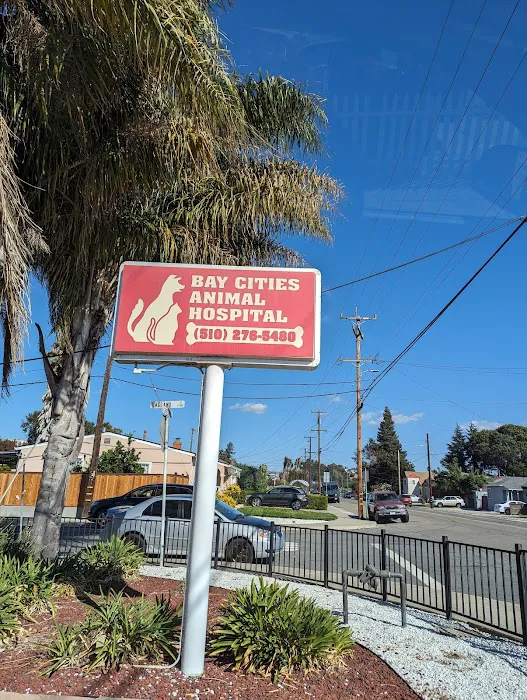 BAY CITIES
ANIMAL
HOSPITAL
(510) 276-5480